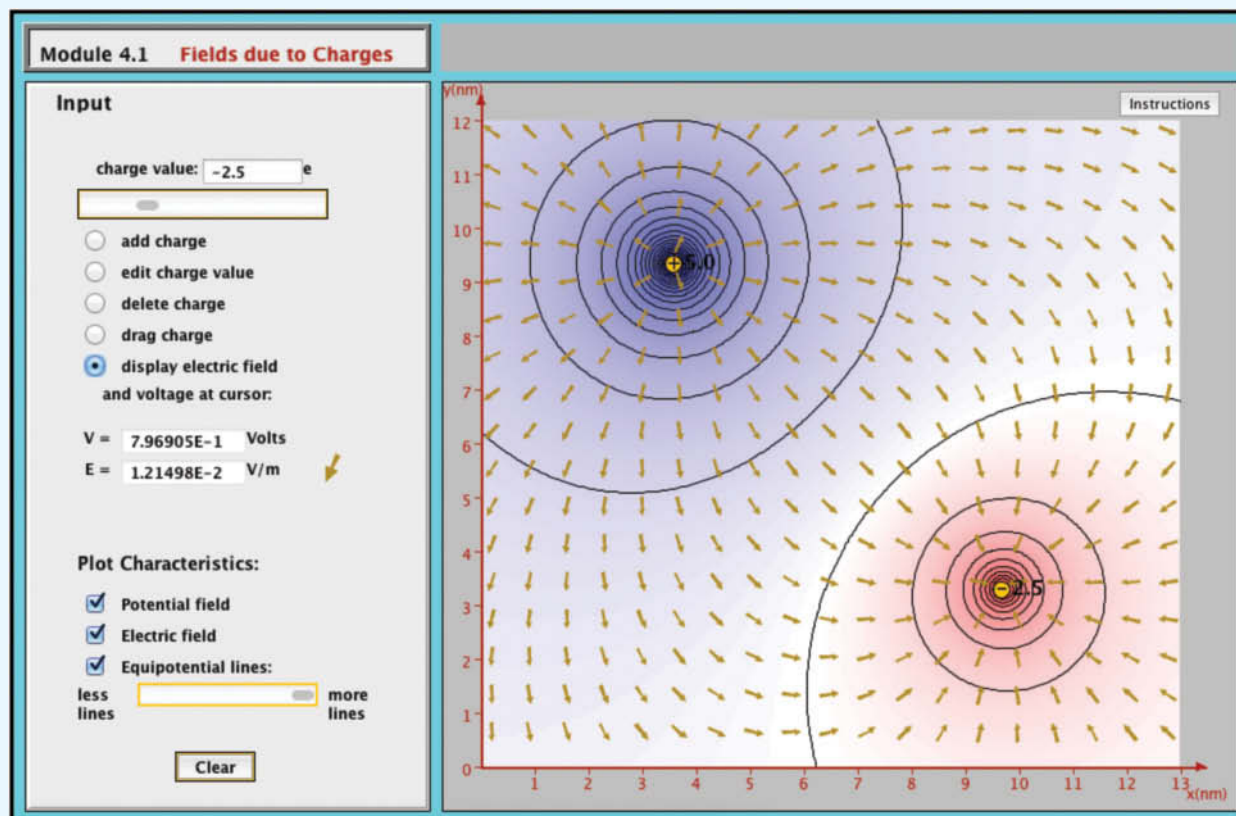 Module 4.1 Fields due to Charges
Input
charge value: -2.5 e
add charge
edit charge value
delete charge
drag charge
display electric field
and voltage at cursor:
V = 7.96905E-1 Volts
E = 1.21498E-2 V/m
Plot Characteristics:
Potential field
Electric field
Equipotential lines:
less lines more lines
Clear
y(nm)
Instructions
12
11
10
9
8
7
6
5
4
3
2
1
0
+5.0
-2.5
1 2 3 4 5 6 7 8 9 10 11 12 13
x(nm)